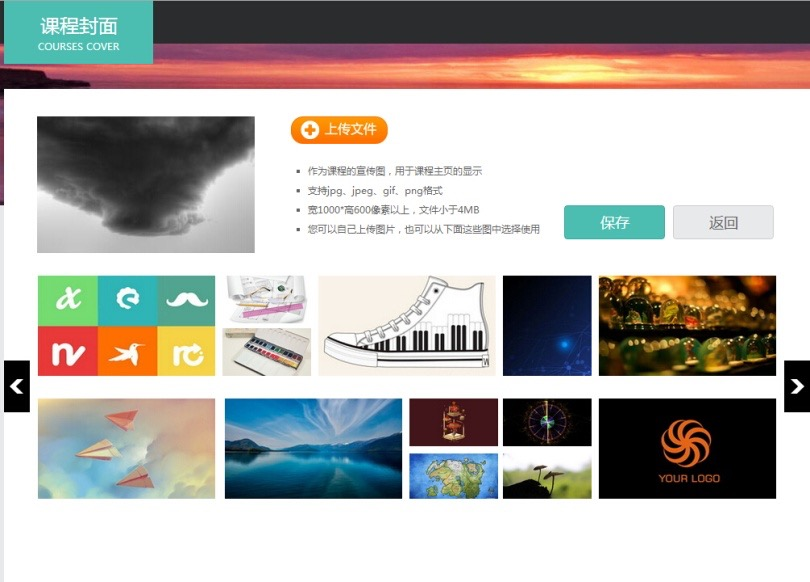 课程封面
COURSES COVER
上传文件
作为课程的宣传图，用于课程主页的显示
支持jpg、jpeg、gif、png格式
宽1000*高600像素以上，文件小于4MB
您可以自己上传图片，也可以从下面这些图中选择使用
保存
返回
YOUR LOGO